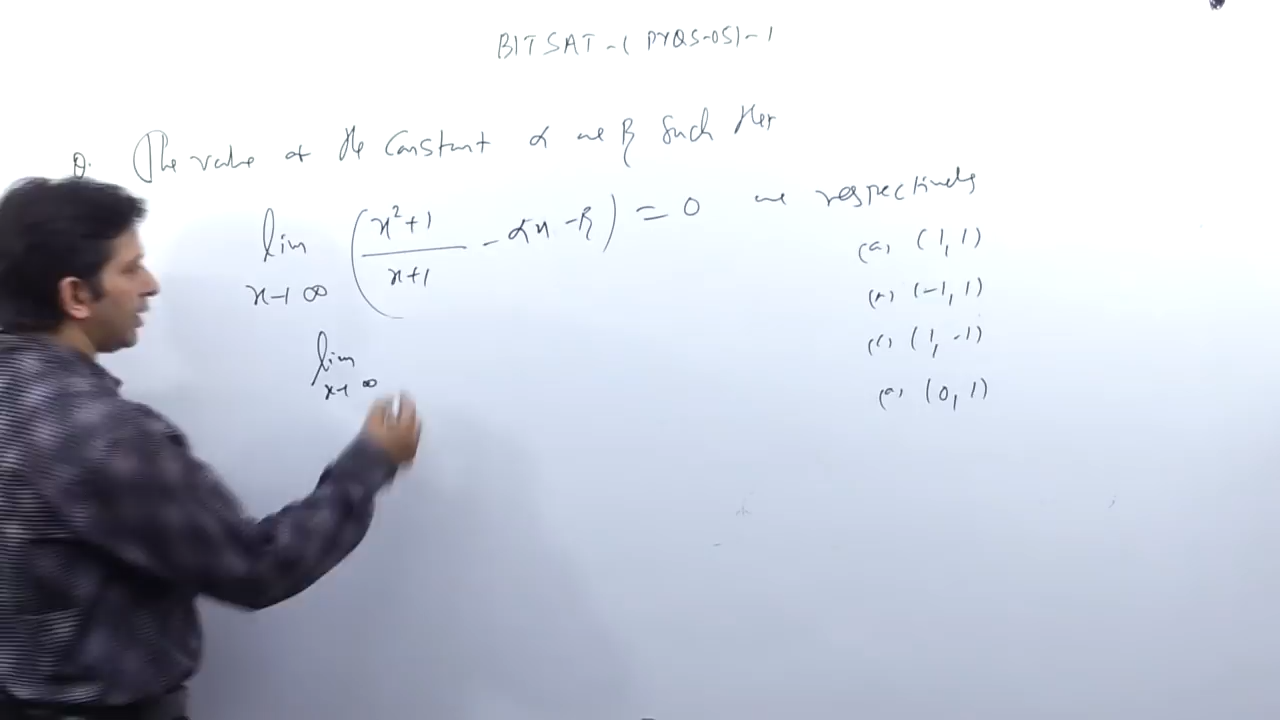 BITSAT - ( PYQS-05) - 1
Q. The value of the Constant α and β Such that
lim x→∞ ( x²+1 / x+1 - αx - β ) = 0 are respectively
(a) (1, 1)
(b) (-1, 1)
(c) (1, -1)
(d) (0, 1)
lim x→∞